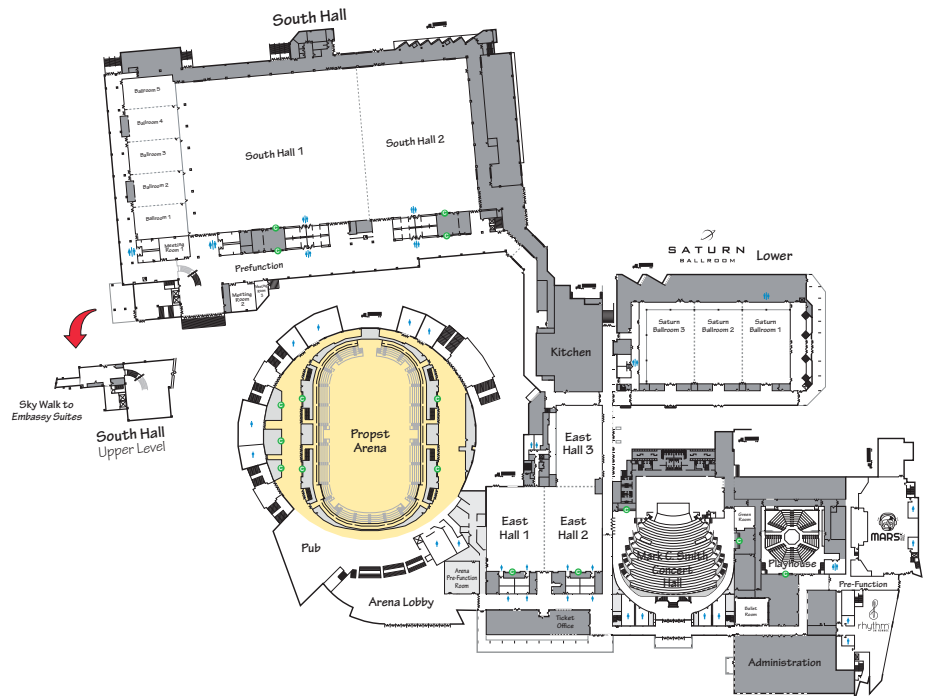 South Hall
Ballroom 5
Ballroom 4
Ballroom 3
Ballroom 2
Ballroom 1
South Hall 1
South Hall 2
Meeting
Room 1
Prefunction
Meeting
Room 2
SATURN
BALLROOM
Lower
Saturn
Ballroom 3
Saturn
Ballroom 2
Saturn
Ballroom 1
Kitchen
Sky Walk to
Embassy Suites
South Hall
Upper Level
Propst
Arena
East
Hall 3
East
Hall 1
East
Hall 2
Pub
Arena
Pre-Function
Room
Arena Lobby
Ticket
Office
Mark C. Smith
Concert
Hall
Green
Room
Playhouse
MARS
Pre-Function
Ballet
Room
rhythm
Administration